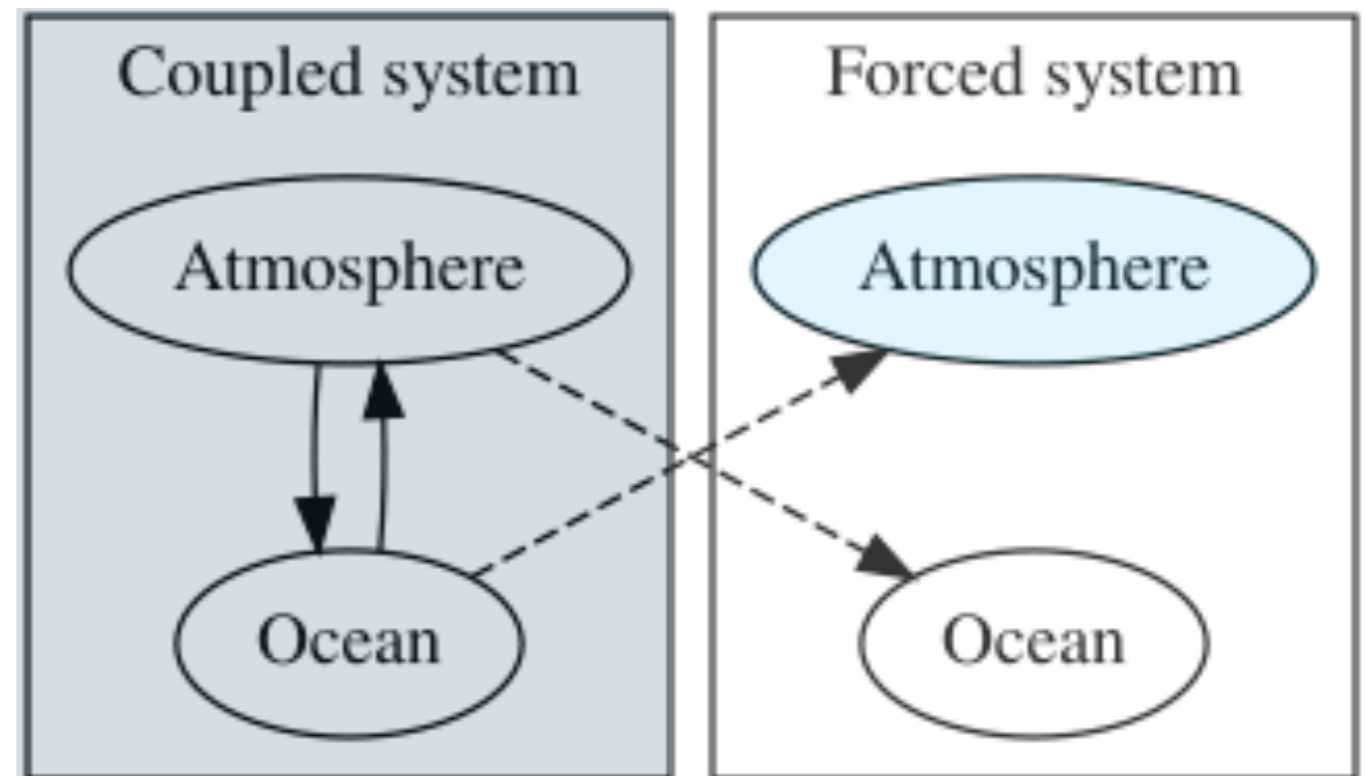 Coupled system
Atmosphere
Ocean
Forced system
Atmosphere
Ocean